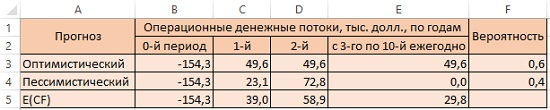 A B C D E F
1 Прогноз Операционные денежные потоки, тыс. долл., по годам Вероятность
2 0-й период 1-й 2-й с 3-го по 10-й ежегодно
3 Оптимистический -154,3 49,6 49,6 49,6 0,6
4 Пессимистический -154,3 23,1 72,8 0,0 0,4
5 E(CF) -154,3 39,0 58,9 29,8